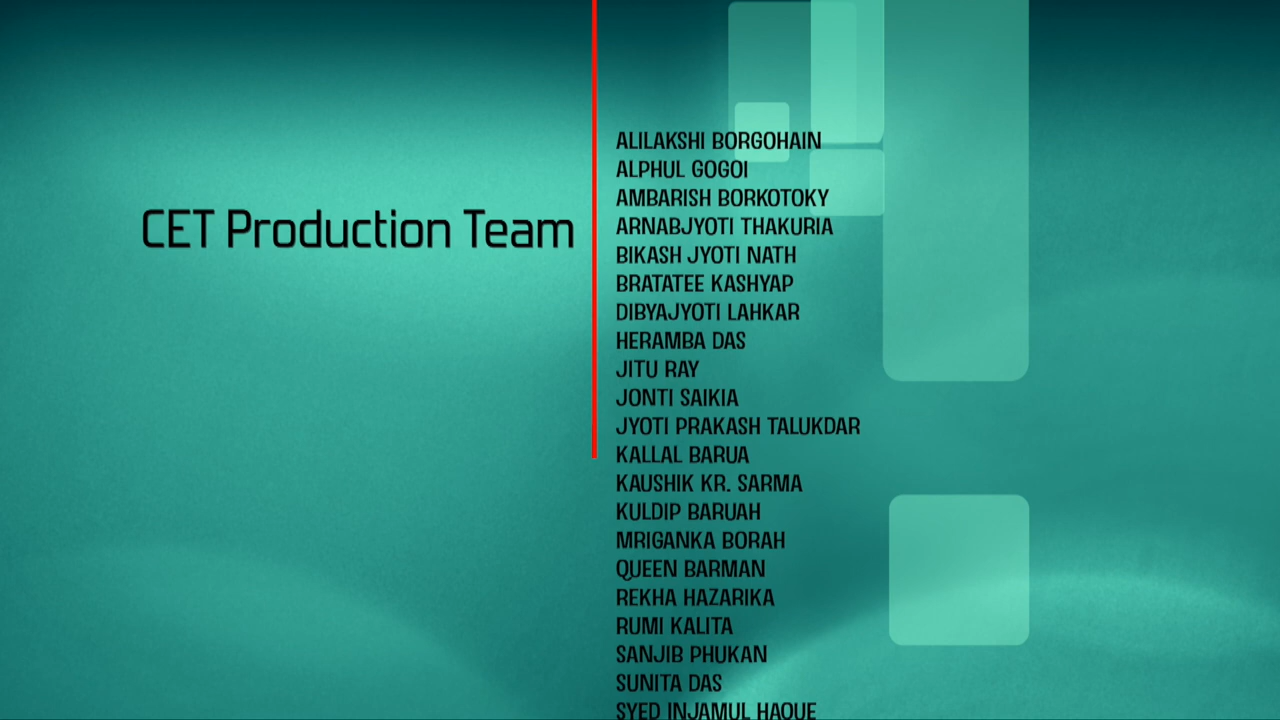 CET Production Team
ALILAKSHI BORGOHAIN
ALPHUL GOGOI
AMBARISH BORKOTOKY
ARNABJYOTI THAKURIA
BIKASH JYOTI NATH
BRATATEE KASHYAP
DIBYAJYOTI LAHKAR
HERAMBA DAS
JITU RAY
JONTI SAIKIA
JYOTI PRAKASH TALUKDAR
KALLAL BARUA
KAUSHIK KR. SARMA
KULDIP BARUAH
MRIGANKA BORAH
QUEEN BARMAN
REKHA HAZARIKA
RUMI KALITA
SANJIB PHUKAN
SUNITA DAS
SYED INJAMUL HAQUE